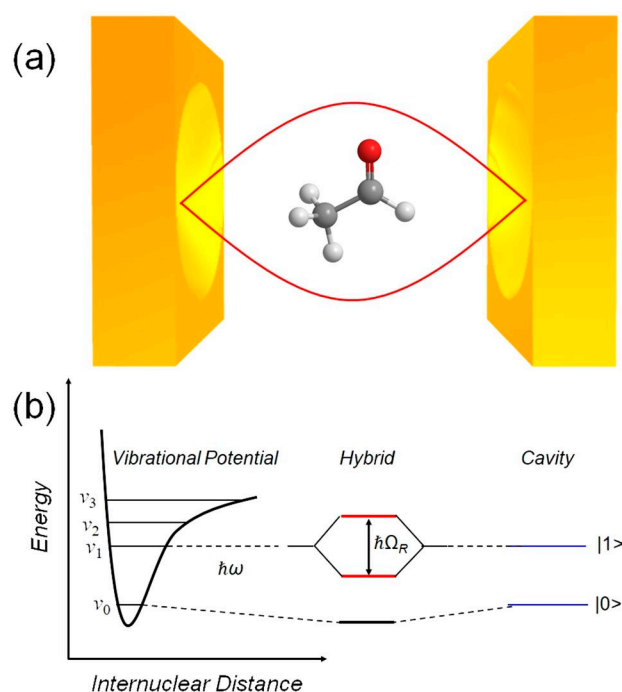 (a)
(b)
Vibrational Potential Hybrid Cavity
Energy
v3
v2
v1
v0
ħω
ħΩR
|1>
|0>
Internuclear Distance